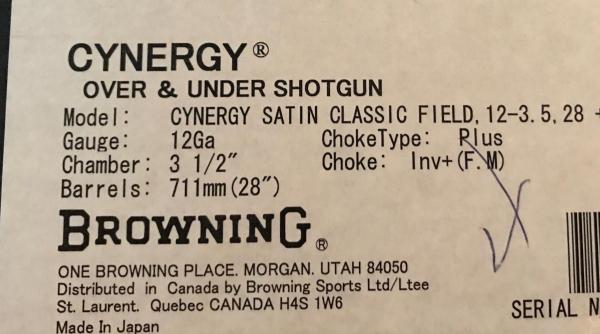 CYNERGY®
OVER & UNDER SHOTGUN
Model: CYNERGY SATIN CLASSIC FIELD, 12-3.5, 28 +
Gauge: 12Ga ChokeType: Plus
Chamber: 3 1/2" Choke: Inv+(F.M)
Barrels: 711mm(28")
BROWNING®
ONE BROWNING PLACE. MORGAN. UTAH 84050
Distributed in Canada by Browning Sports Ltd/Ltee
St. Laurent. Quebec CANADA H4S 1W6
Made In Japan
SERIAL N